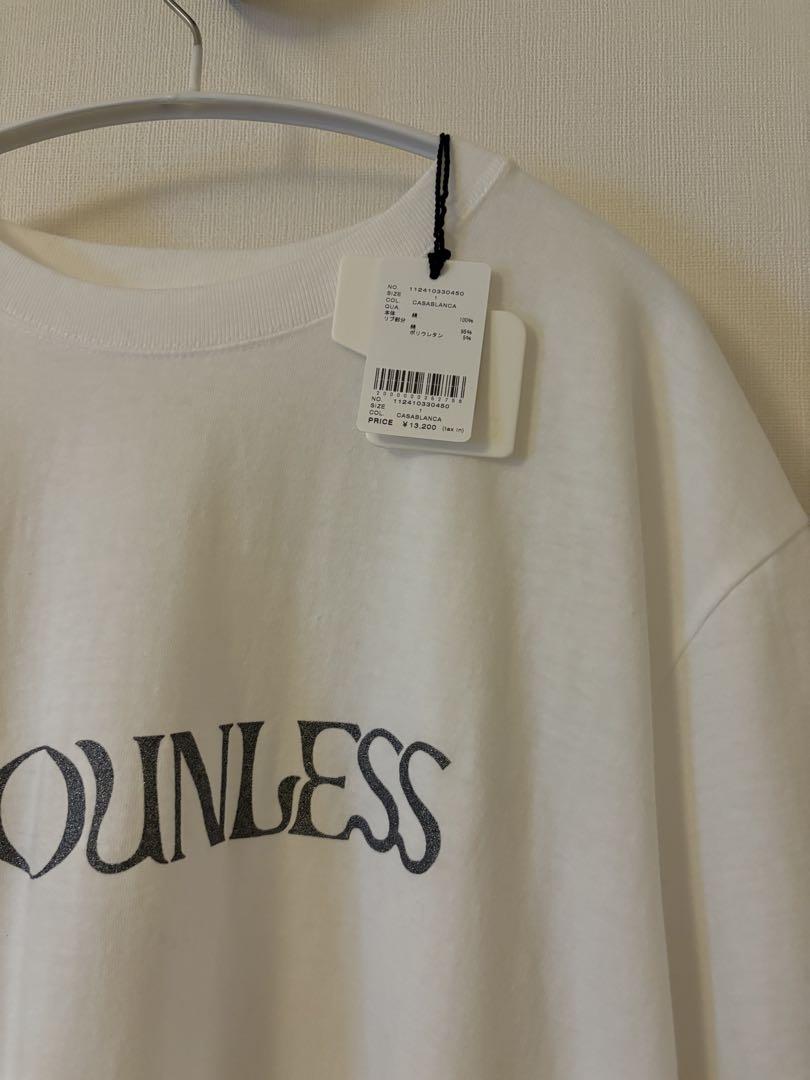 NO. 112410330450
SIZE 1
COL. CASABLANCA
QUA.
本体 綿 100%
リブ部分 綿 95%
ポリウレタン 5%
NO. 112410330450
SIZE 1
COL. CASABLANCA
PRICE ¥13,200 (tax in)
OUNLESS